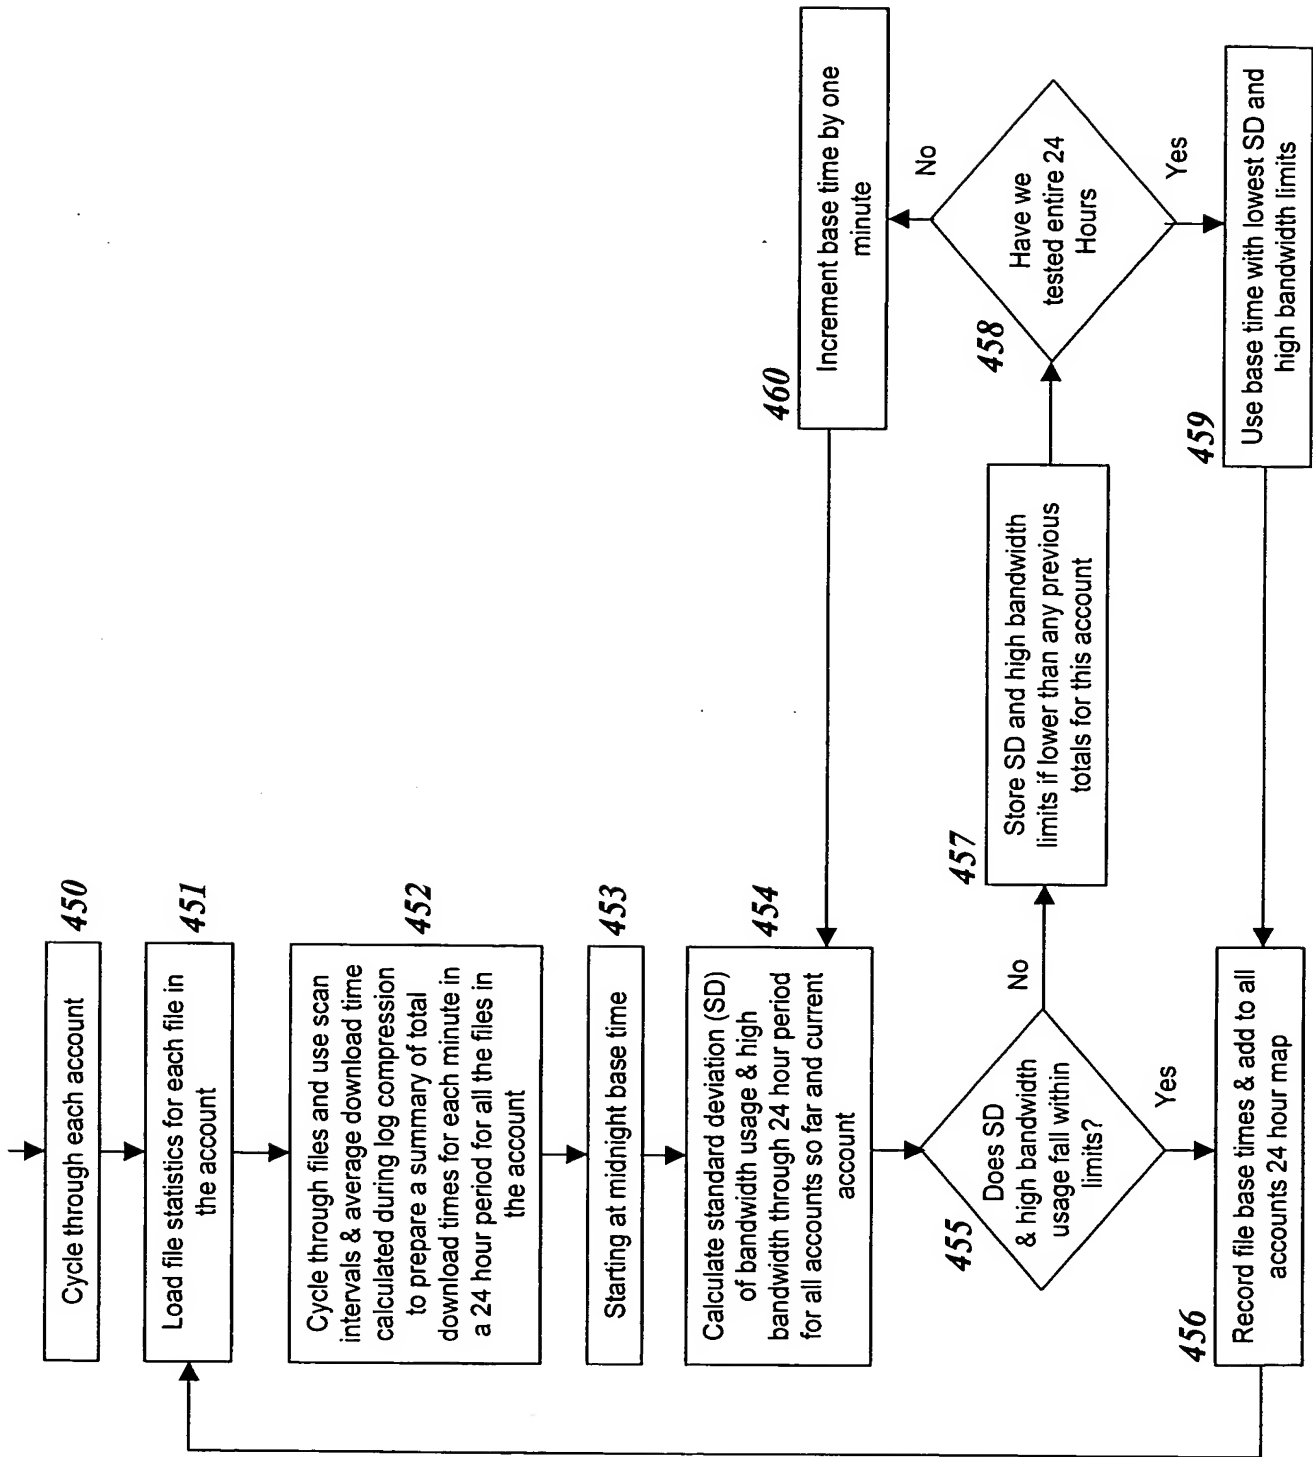 450
Cycle through each account
451
Load file statistics for each file in
the account
452
Cycle through files and use scan
intervals & average download time
calculated during log compression
to prepare a summary of total
download times for each minute in
a 24 hour period for all the files in
the account
453
Starting at midnight base time
454
Calculate standard deviation (SD)
of bandwidth usage & high
bandwidth through 24 hour period
for all accounts so far and current
account
455
Does SD
& high bandwidth
usage fall within
limits?
No
Yes
456
Record file base times & add to all
accounts 24 hour map
457
Store SD and high bandwidth
limits if lower than any previous
totals for this account
458
Have we
tested entire 24
Hours
No
Yes
459
Use base time with lowest SD and
high bandwidth limits
460
Increment base time by one
minute